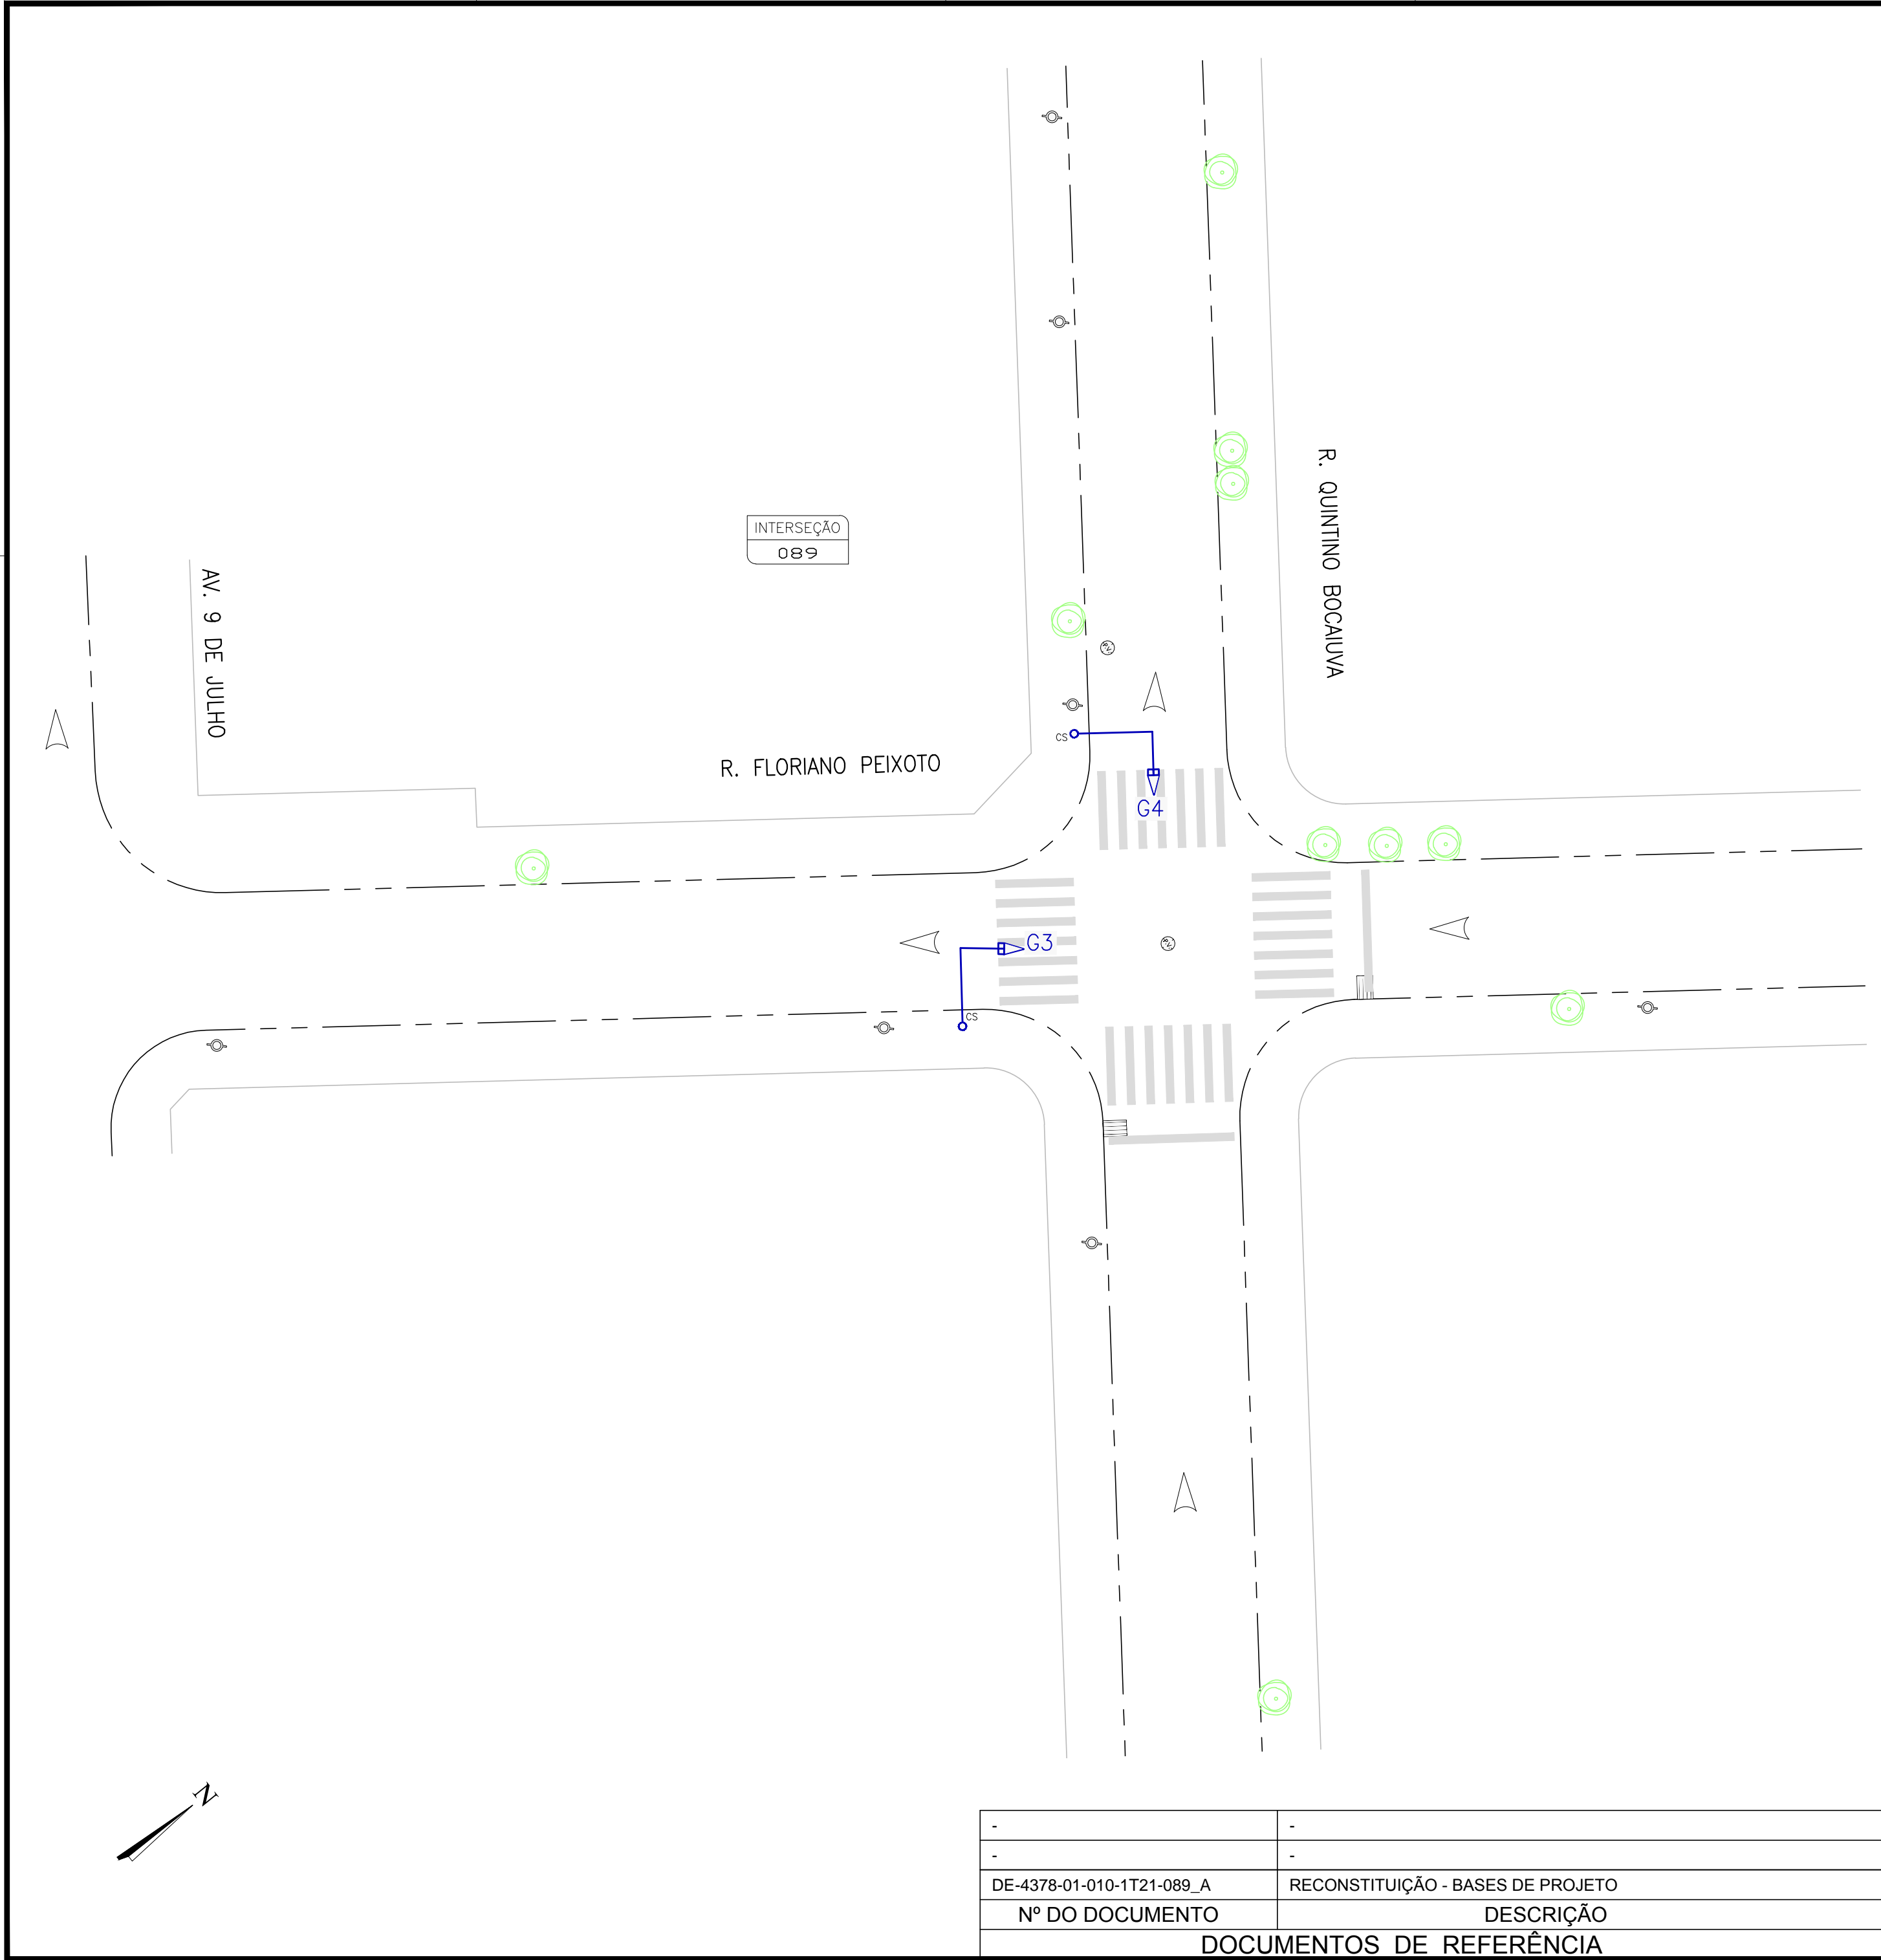 R. QUINTINO BOCAIUVA
INTERSEÇÃO
089
AV. 9 DE JULHO
P.V.
CS
R. FLORIANO PEIXOTO
G4
G3
P.V.
CS
N
- -
- -
DE-4378-01-010-1T21-089_A RECONSTITUIÇÃO - BASES DE PROJETO
Nº DO DOCUMENTO DESCRIÇÃO
DOCUMENTOS DE REFERÊNCIA